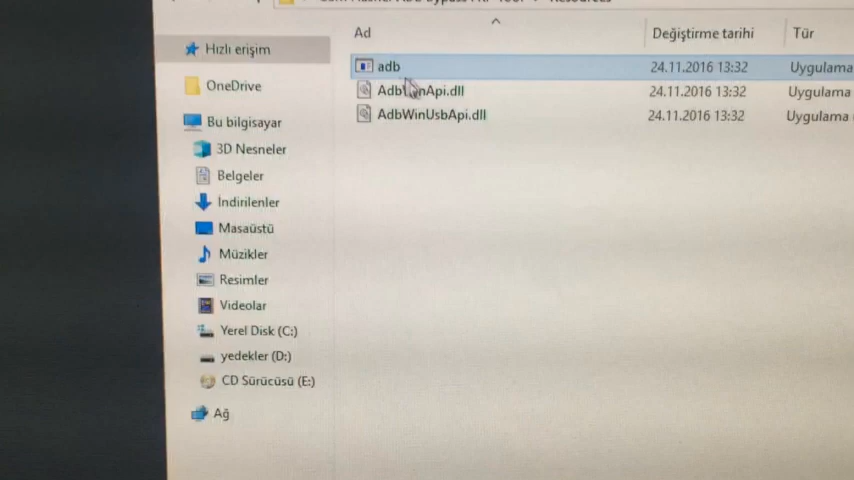 Ad Değiştirme tarihi Tür
Hızlı erişim
adb 24.11.2016 13:32 Uygulama
OneDrive
AdbWinApi.dll 24.11.2016 13:32 Uygulama
AdbWinUsbApi.dll 24.11.2016 13:32 Uygulama
Bu bilgisayar
3D Nesneler
Belgeler
İndirilenler
Masaüstü
Müzikler
Resimler
Videolar
Yerel Disk (C:)
yedekler (D:)
CD Sürücüsü (E:)
Ağ